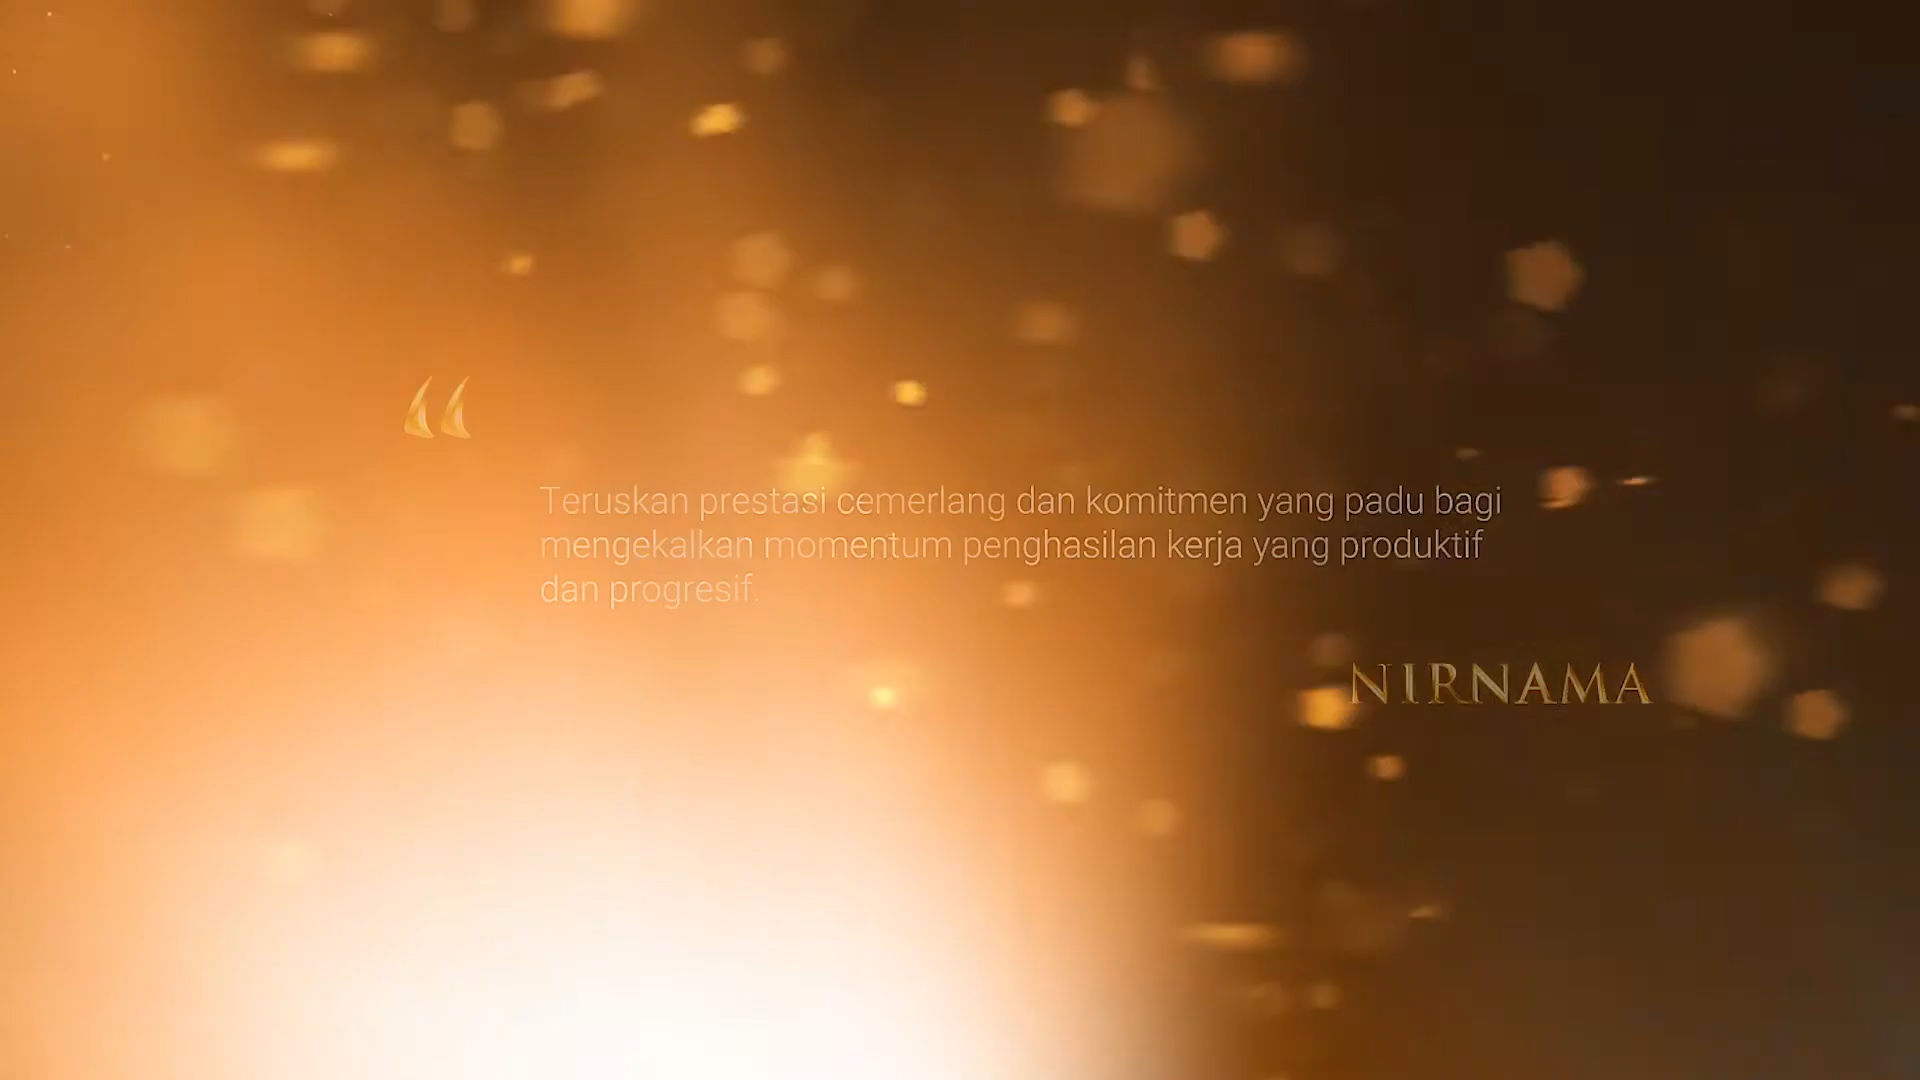 “
Teruskan prestasi cemerlang dan komitmen yang padu bagi
mengekalkan momentum penghasilan kerja yang produktif
dan progresif.
NIRNAMA